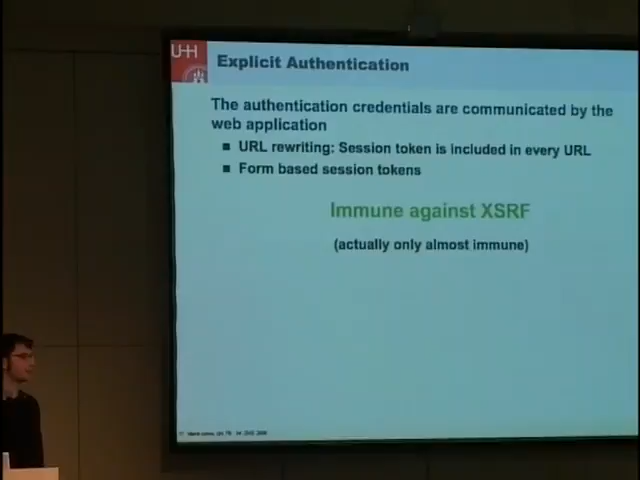 UHH
Explicit Authentication
The authentication credentials are communicated by the
web application
URL rewriting: Session token is included in every URL
Form based session tokens
Immune against XSRF
(actually only almost immune)